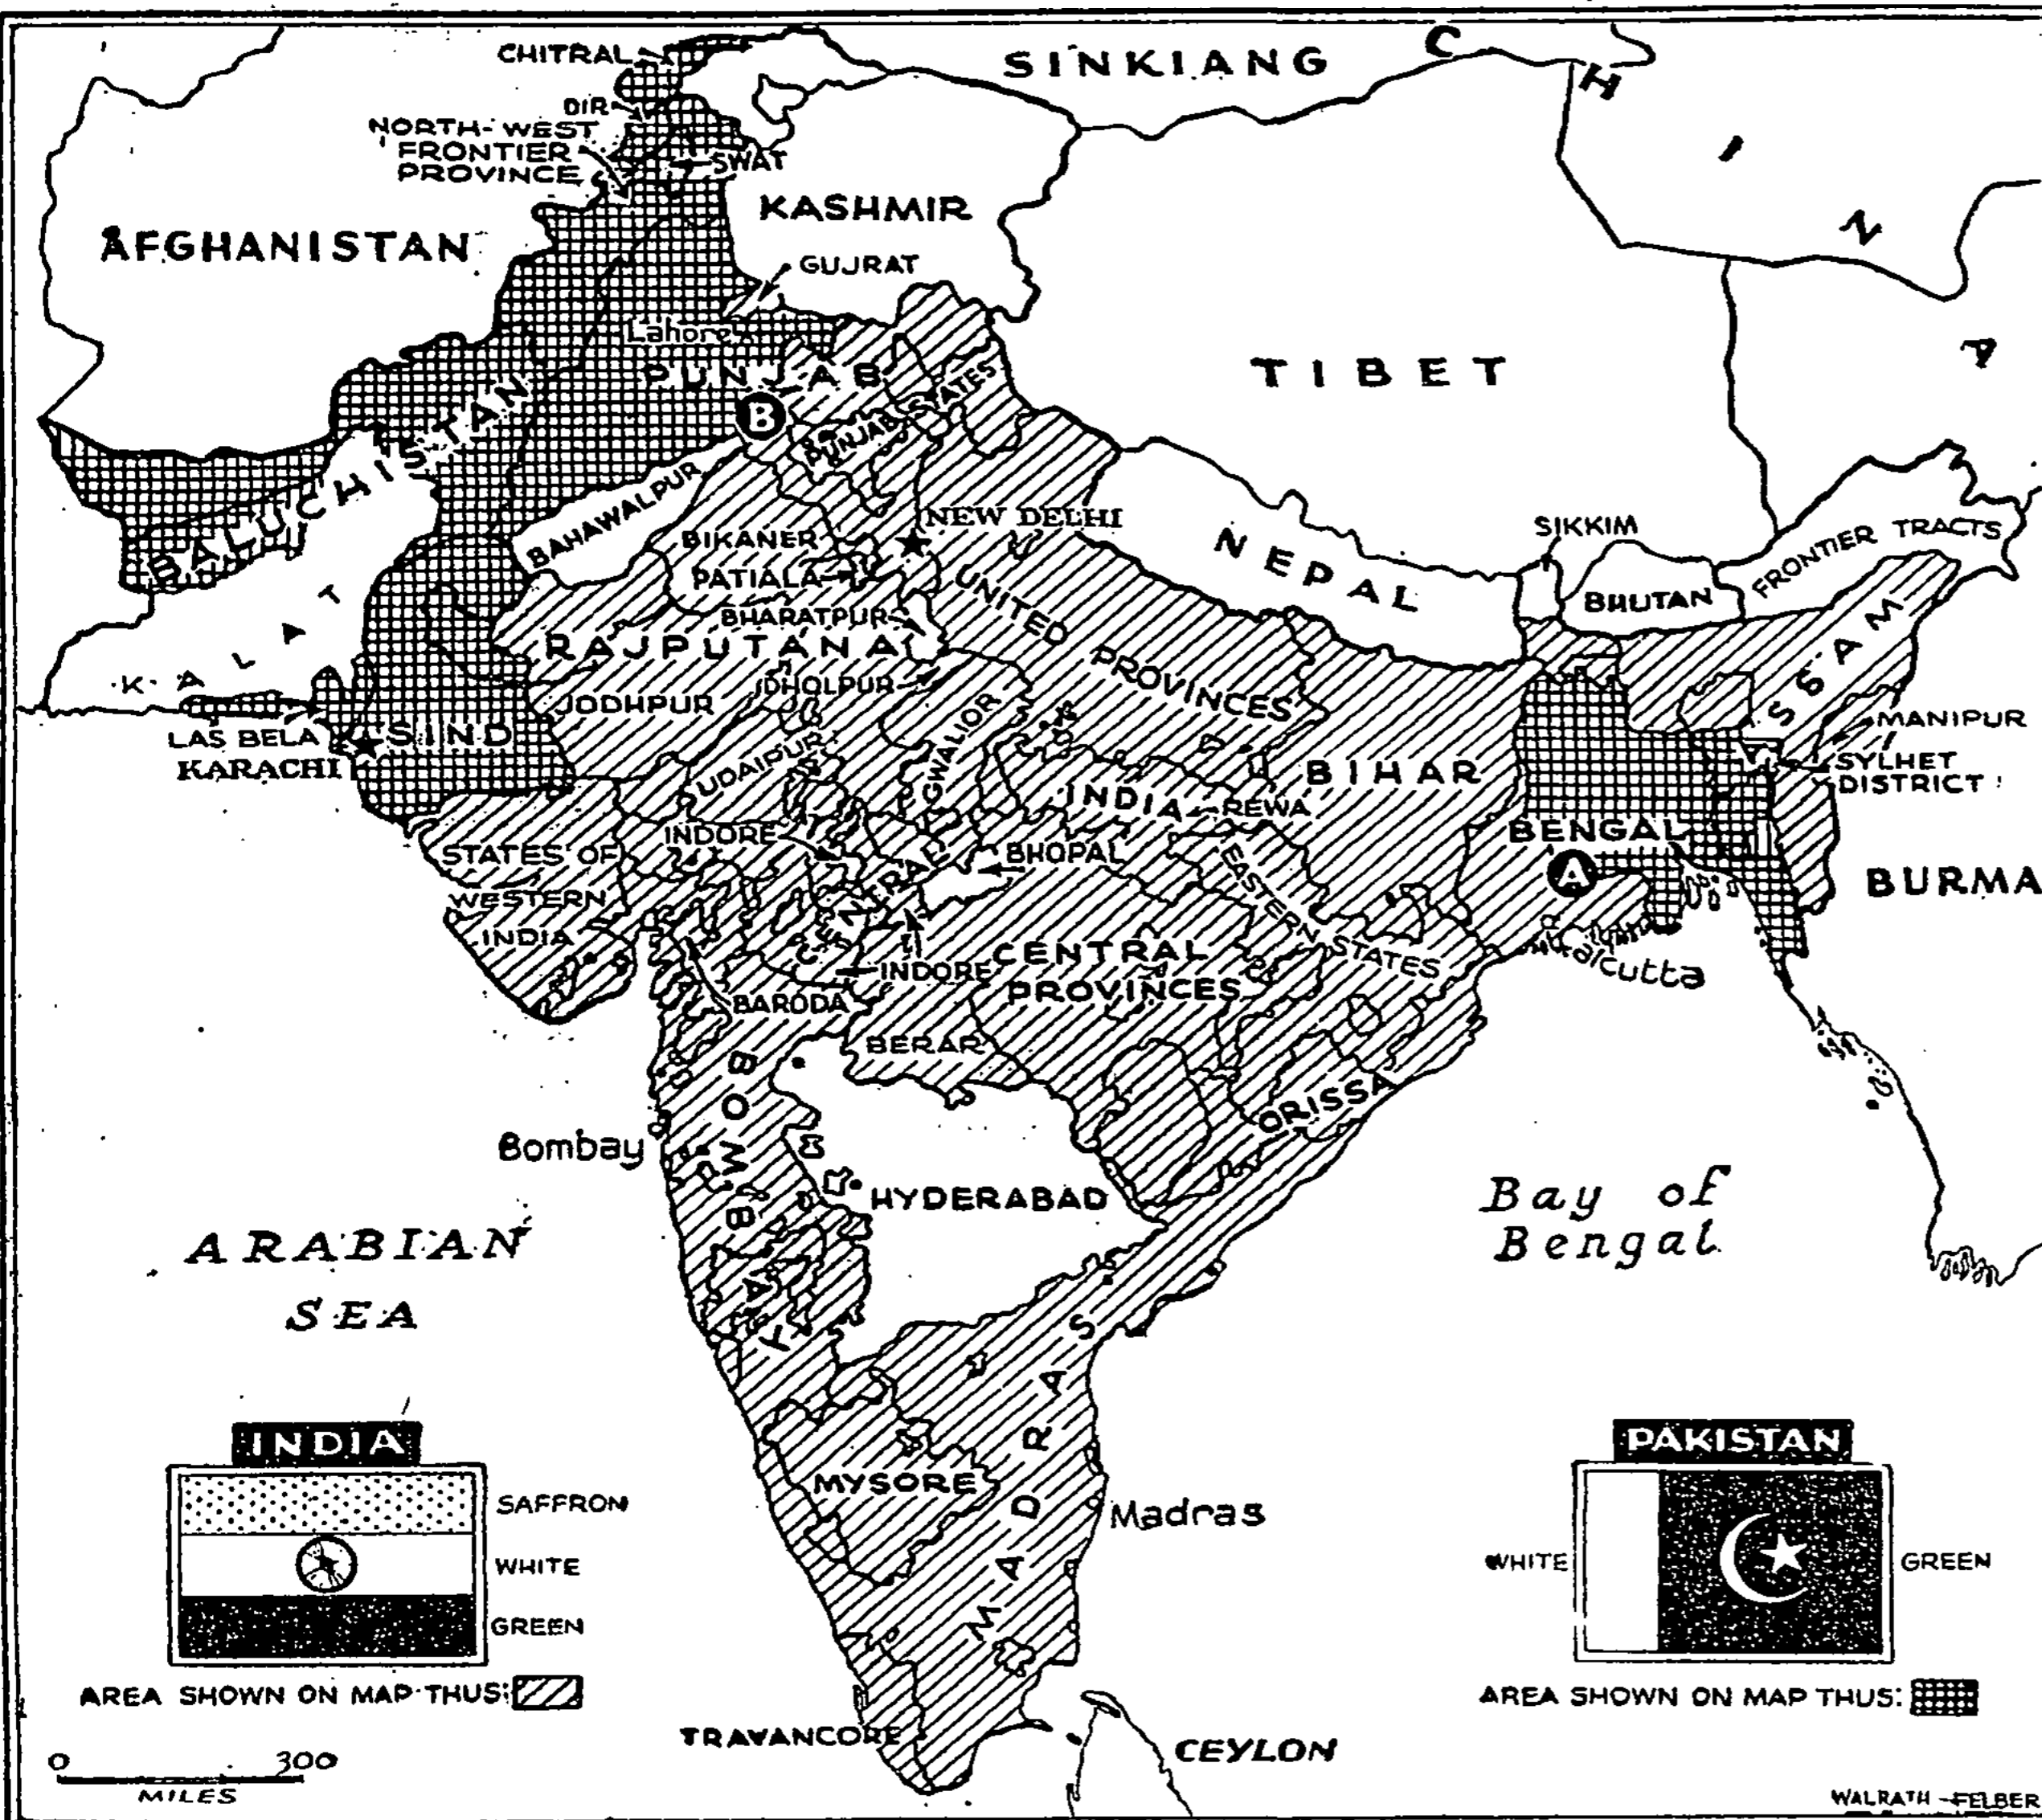 CHITRAL
SINKIANG
CHINA
DIR
NORTH-WEST
FRONTIER
PROVINCE
SWAT
KASHMIR
AFGHANISTAN
GUJRAT
Lahore
PUNJAB
TIBET
B
PUNJAB STATES
BALUCHISTAN
BAHAWALPUR
NEW DELHI
BIKANER
PATIALA
BHARATPUR
NEPAL
SIKKIM
BHUTAN
FRONTIER TRACTS
ASSAM
UNITED PROVINCES
RAJPUTANA
KALAT
JODHPUR
DHOLPUR
GWALIOR
LAS BELA
SIND
KARACHI
UDAIPUR
BIHAR
MANIPUR
SYLHET
DISTRICT
CENTRAL INDIA
REWA
INDORE
BHOPAL
BENGAL
A
BURMA
STATES OF
WESTERN
INDIA
EASTERN STATES
INDORE
CENTRAL
PROVINCES
Calcutta
BARODA
BERAR
BOMBAY
ORISSA
Bombay
HYDERABAD
Bay of
Bengal
ARABIAN
SEA
MADRAS
MYSORE
Madras
INDIA
SAFFRON
WHITE
GREEN
AREA SHOWN ON MAP THUS:
PAKISTAN
WHITE
GREEN
AREA SHOWN ON MAP THUS:
TRAVANCORE
CEYLON
0 300
MILES
WALRATH-FELBER